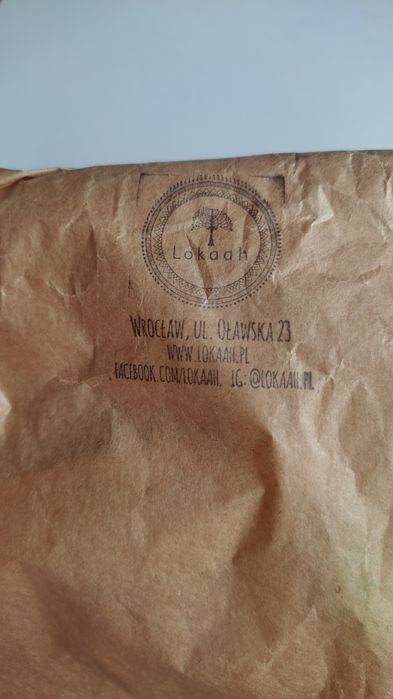 Lokaah
WROCŁAW, UL. OŁAWSKA 23
WWW.LOKAAH.PL
FACEBOOK.COM/LOKAAH, IG: @LOKAAH.PL